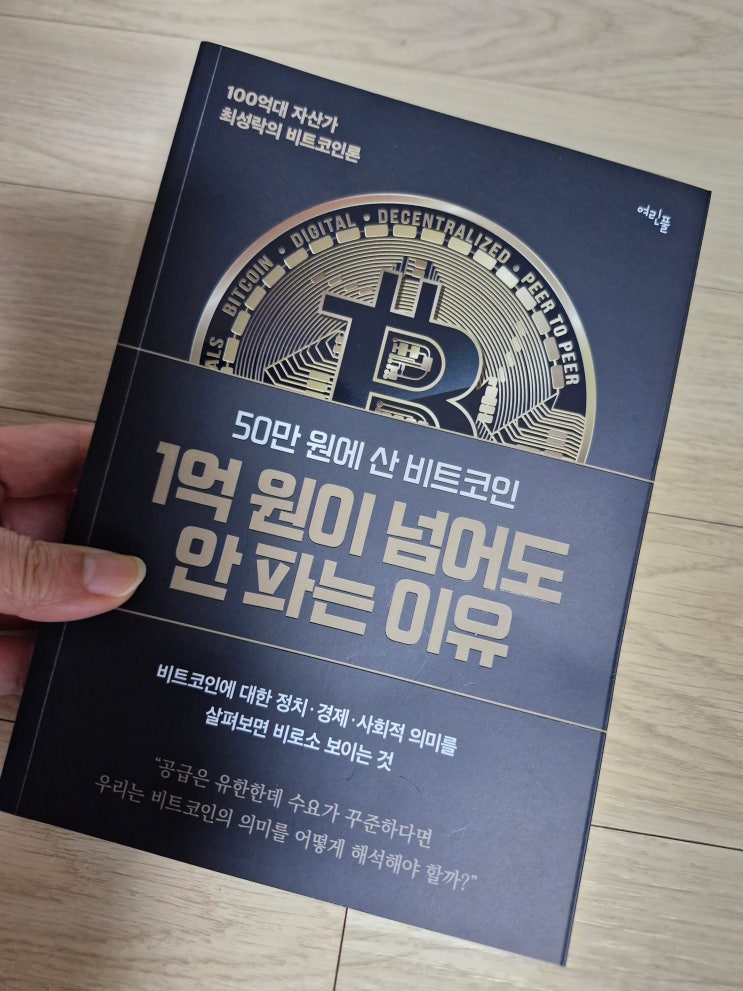 100억대 자산가
최성락의 비트코인론
여린풀
BITCOIN • DIGITAL • DECENTRALIZED • PEER TO PEER
50만 원에 산 비트코인
1억 원이 넘어도
안 파는 이유
비트코인에 대한 정치·경제·사회적 의미를
살펴보면 비로소 보이는 것
“공급은 유한한데 수요가 꾸준하다면
우리는 비트코인의 의미를 어떻게 해석해야 할까?”